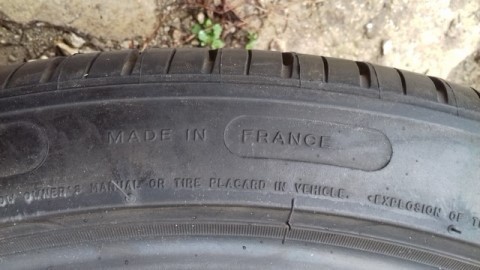 MADE IN FRANCE
OWNER'S MANUAL OR TIRE PLACARD IN VEHICLE. <EXPLOSION OF